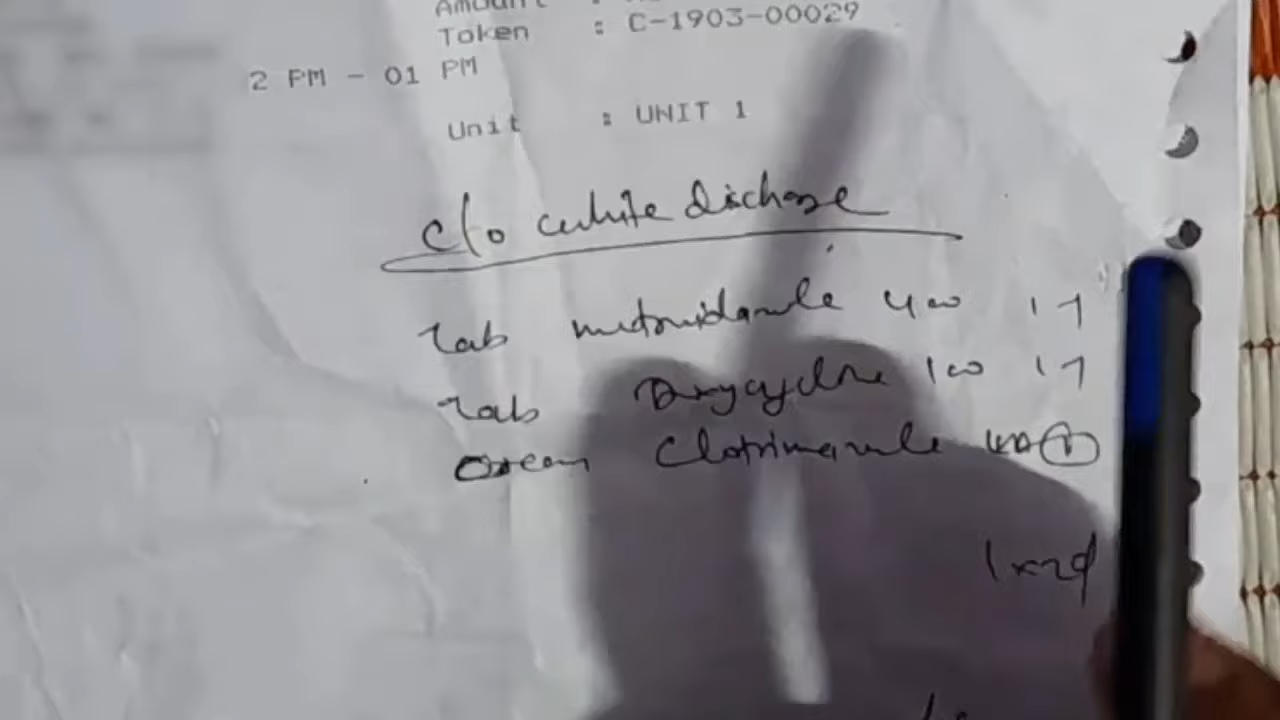 Amount :
Token : C-1903-00029
2 PM - 01 PM
Unit : UNIT 1
c/o white discharge
Tab metronidazole 400 1-1
Tab Doxycycline 100 1-1
Cream Clotrimazole